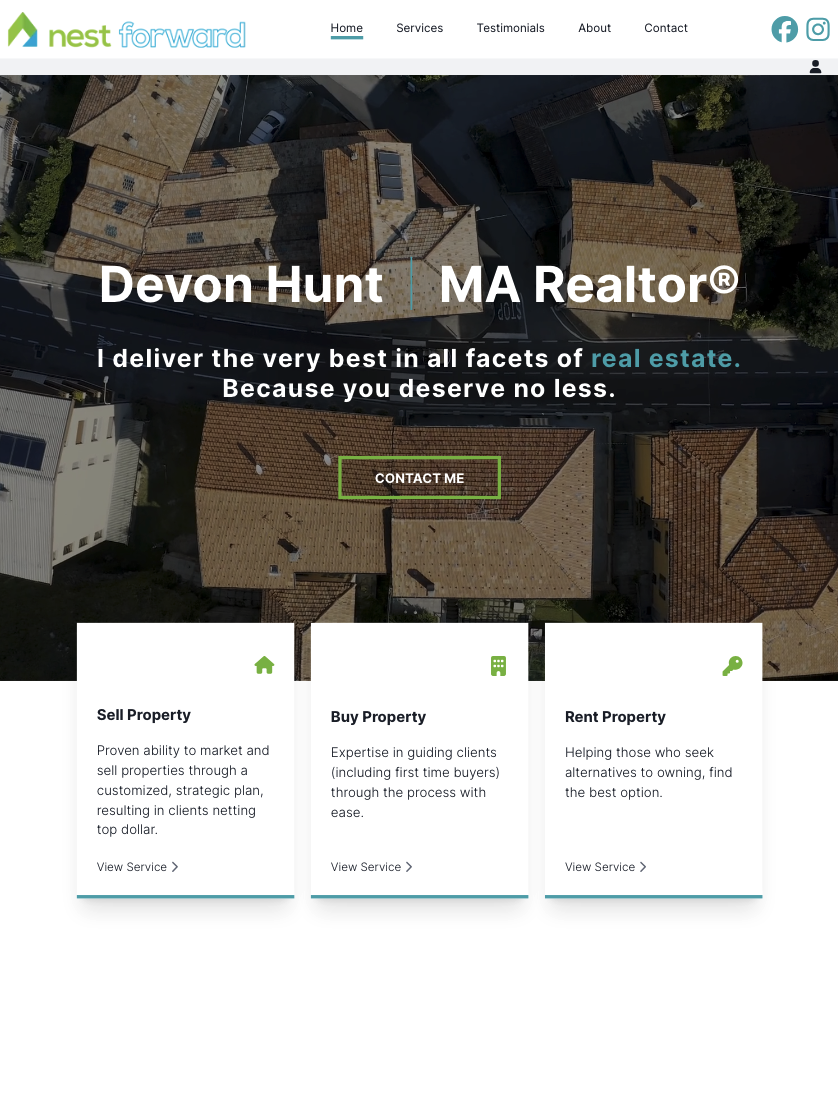 nest forward
Home Services Testimonials About Contact
Devon Hunt MA Realtor®
I deliver the very best in all facets of real estate.
Because you deserve no less.
STOP
CONTACT ME
Sell Property
Proven ability to market and
sell properties through a
customized, strategic plan,
resulting in clients netting
top dollar.
View Service
Buy Property
Expertise in guiding clients
(including first time buyers)
through the process with
ease.
View Service
Rent Property
Helping those who seek
alternatives to owning, find
the best option.
View Service